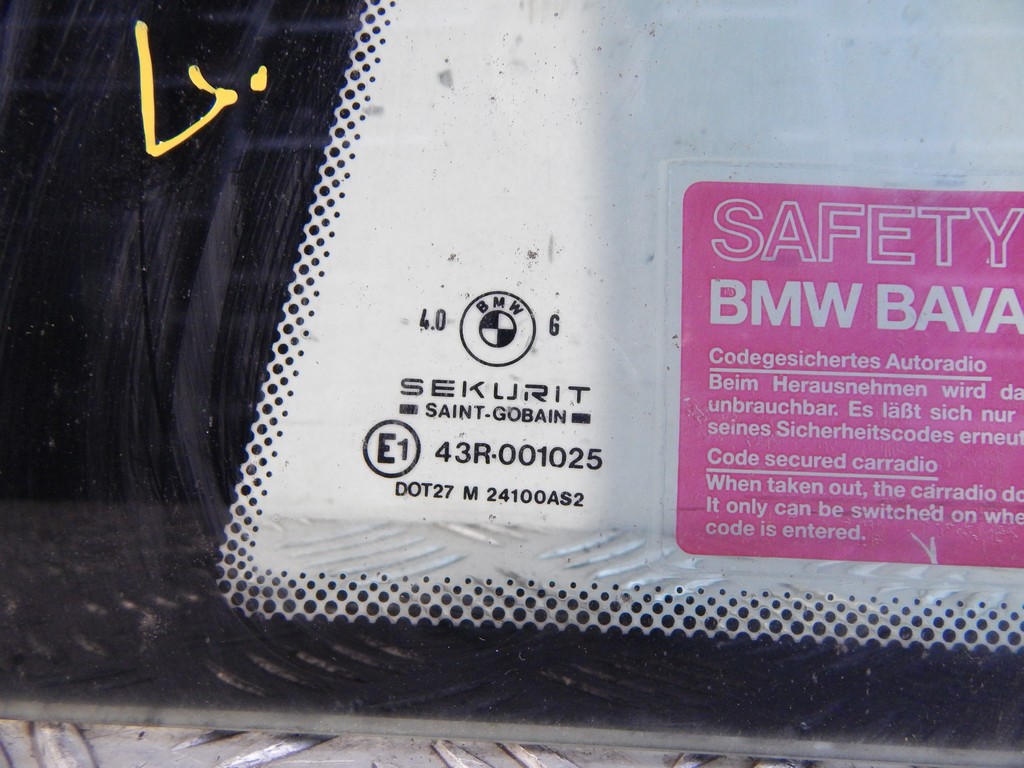 4.0 BMW 6
SEKURIT
SAINT-GOBAIN
E1 43R-001025
DOT27 M 24100AS2
SAFETY
BMW BAVA
Codegesichertes Autoradio
Beim Herausnehmen wird da
unbrauchbar. Es läßt sich nur
seines Sicherheitscodes erneut
Code secured carradio
When taken out, the carradio do
It only can be switched on whe
code is entered.